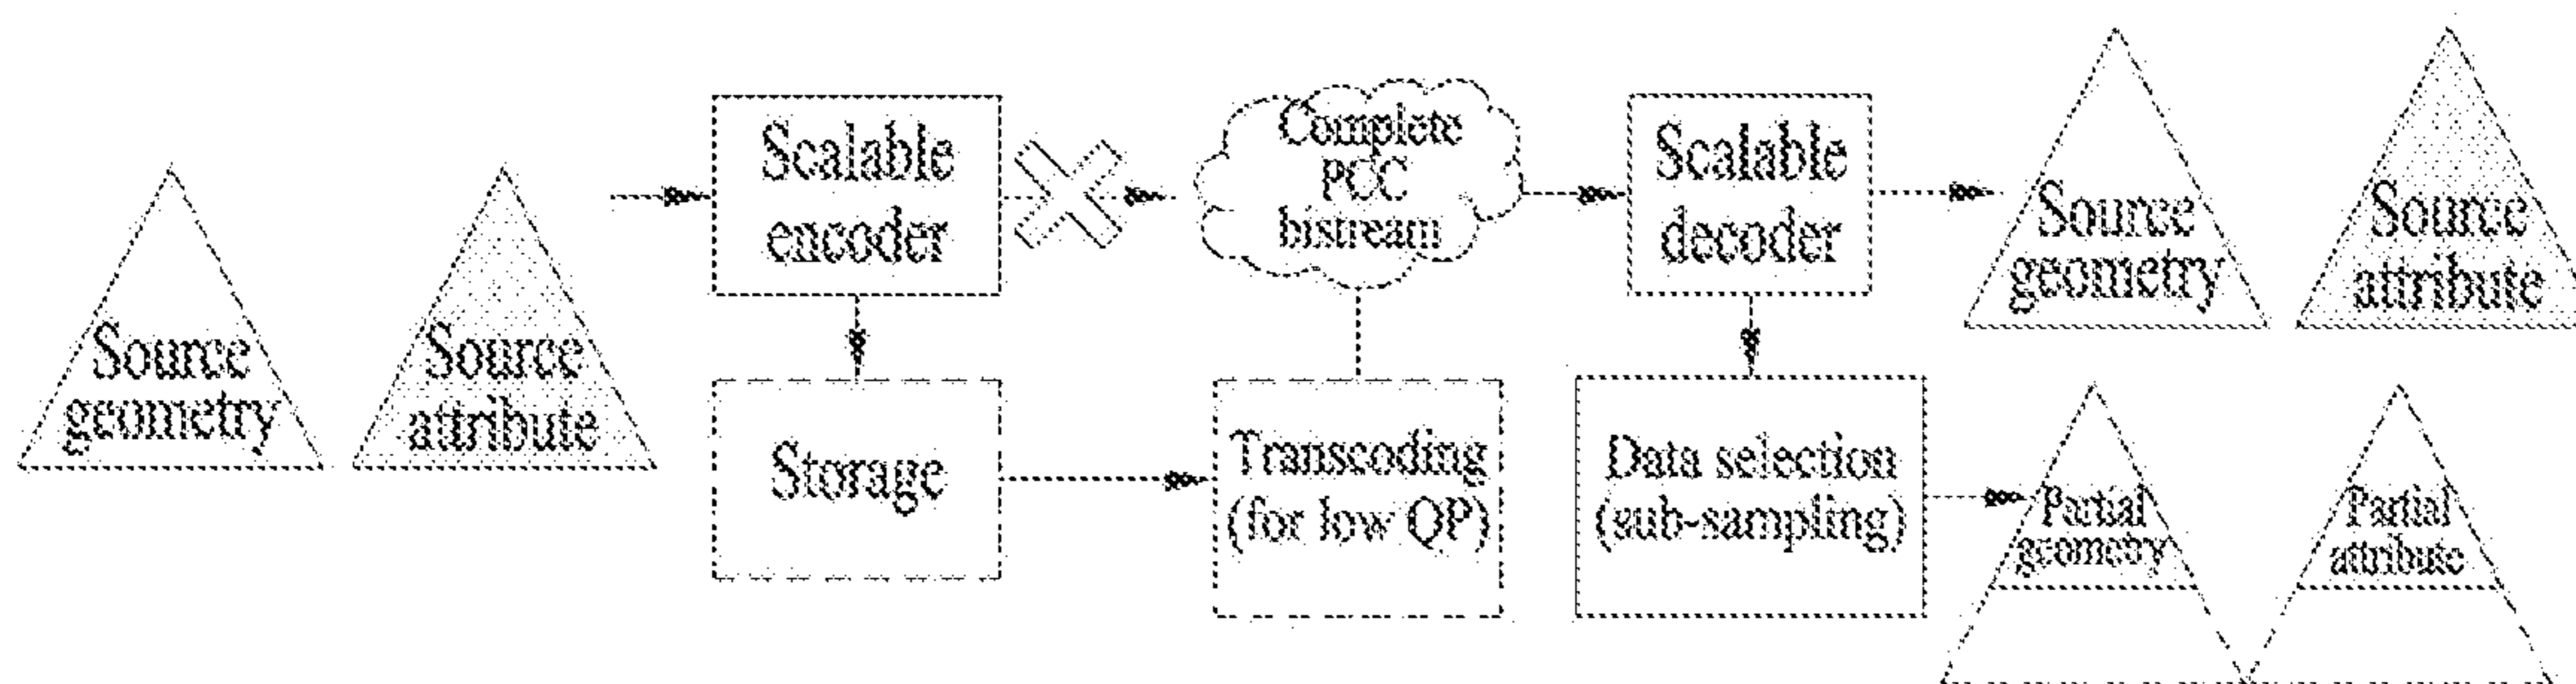 Source
geometry
Source
attribute
Scalable
encoder
Storage
Complete
PCC
bistream
Transcoding
(for low QP)
Scalable
decoder
Data selection
(sub-sampling)
Source
geometry
Source
attribute
Partial
geometry
Partial
attribute